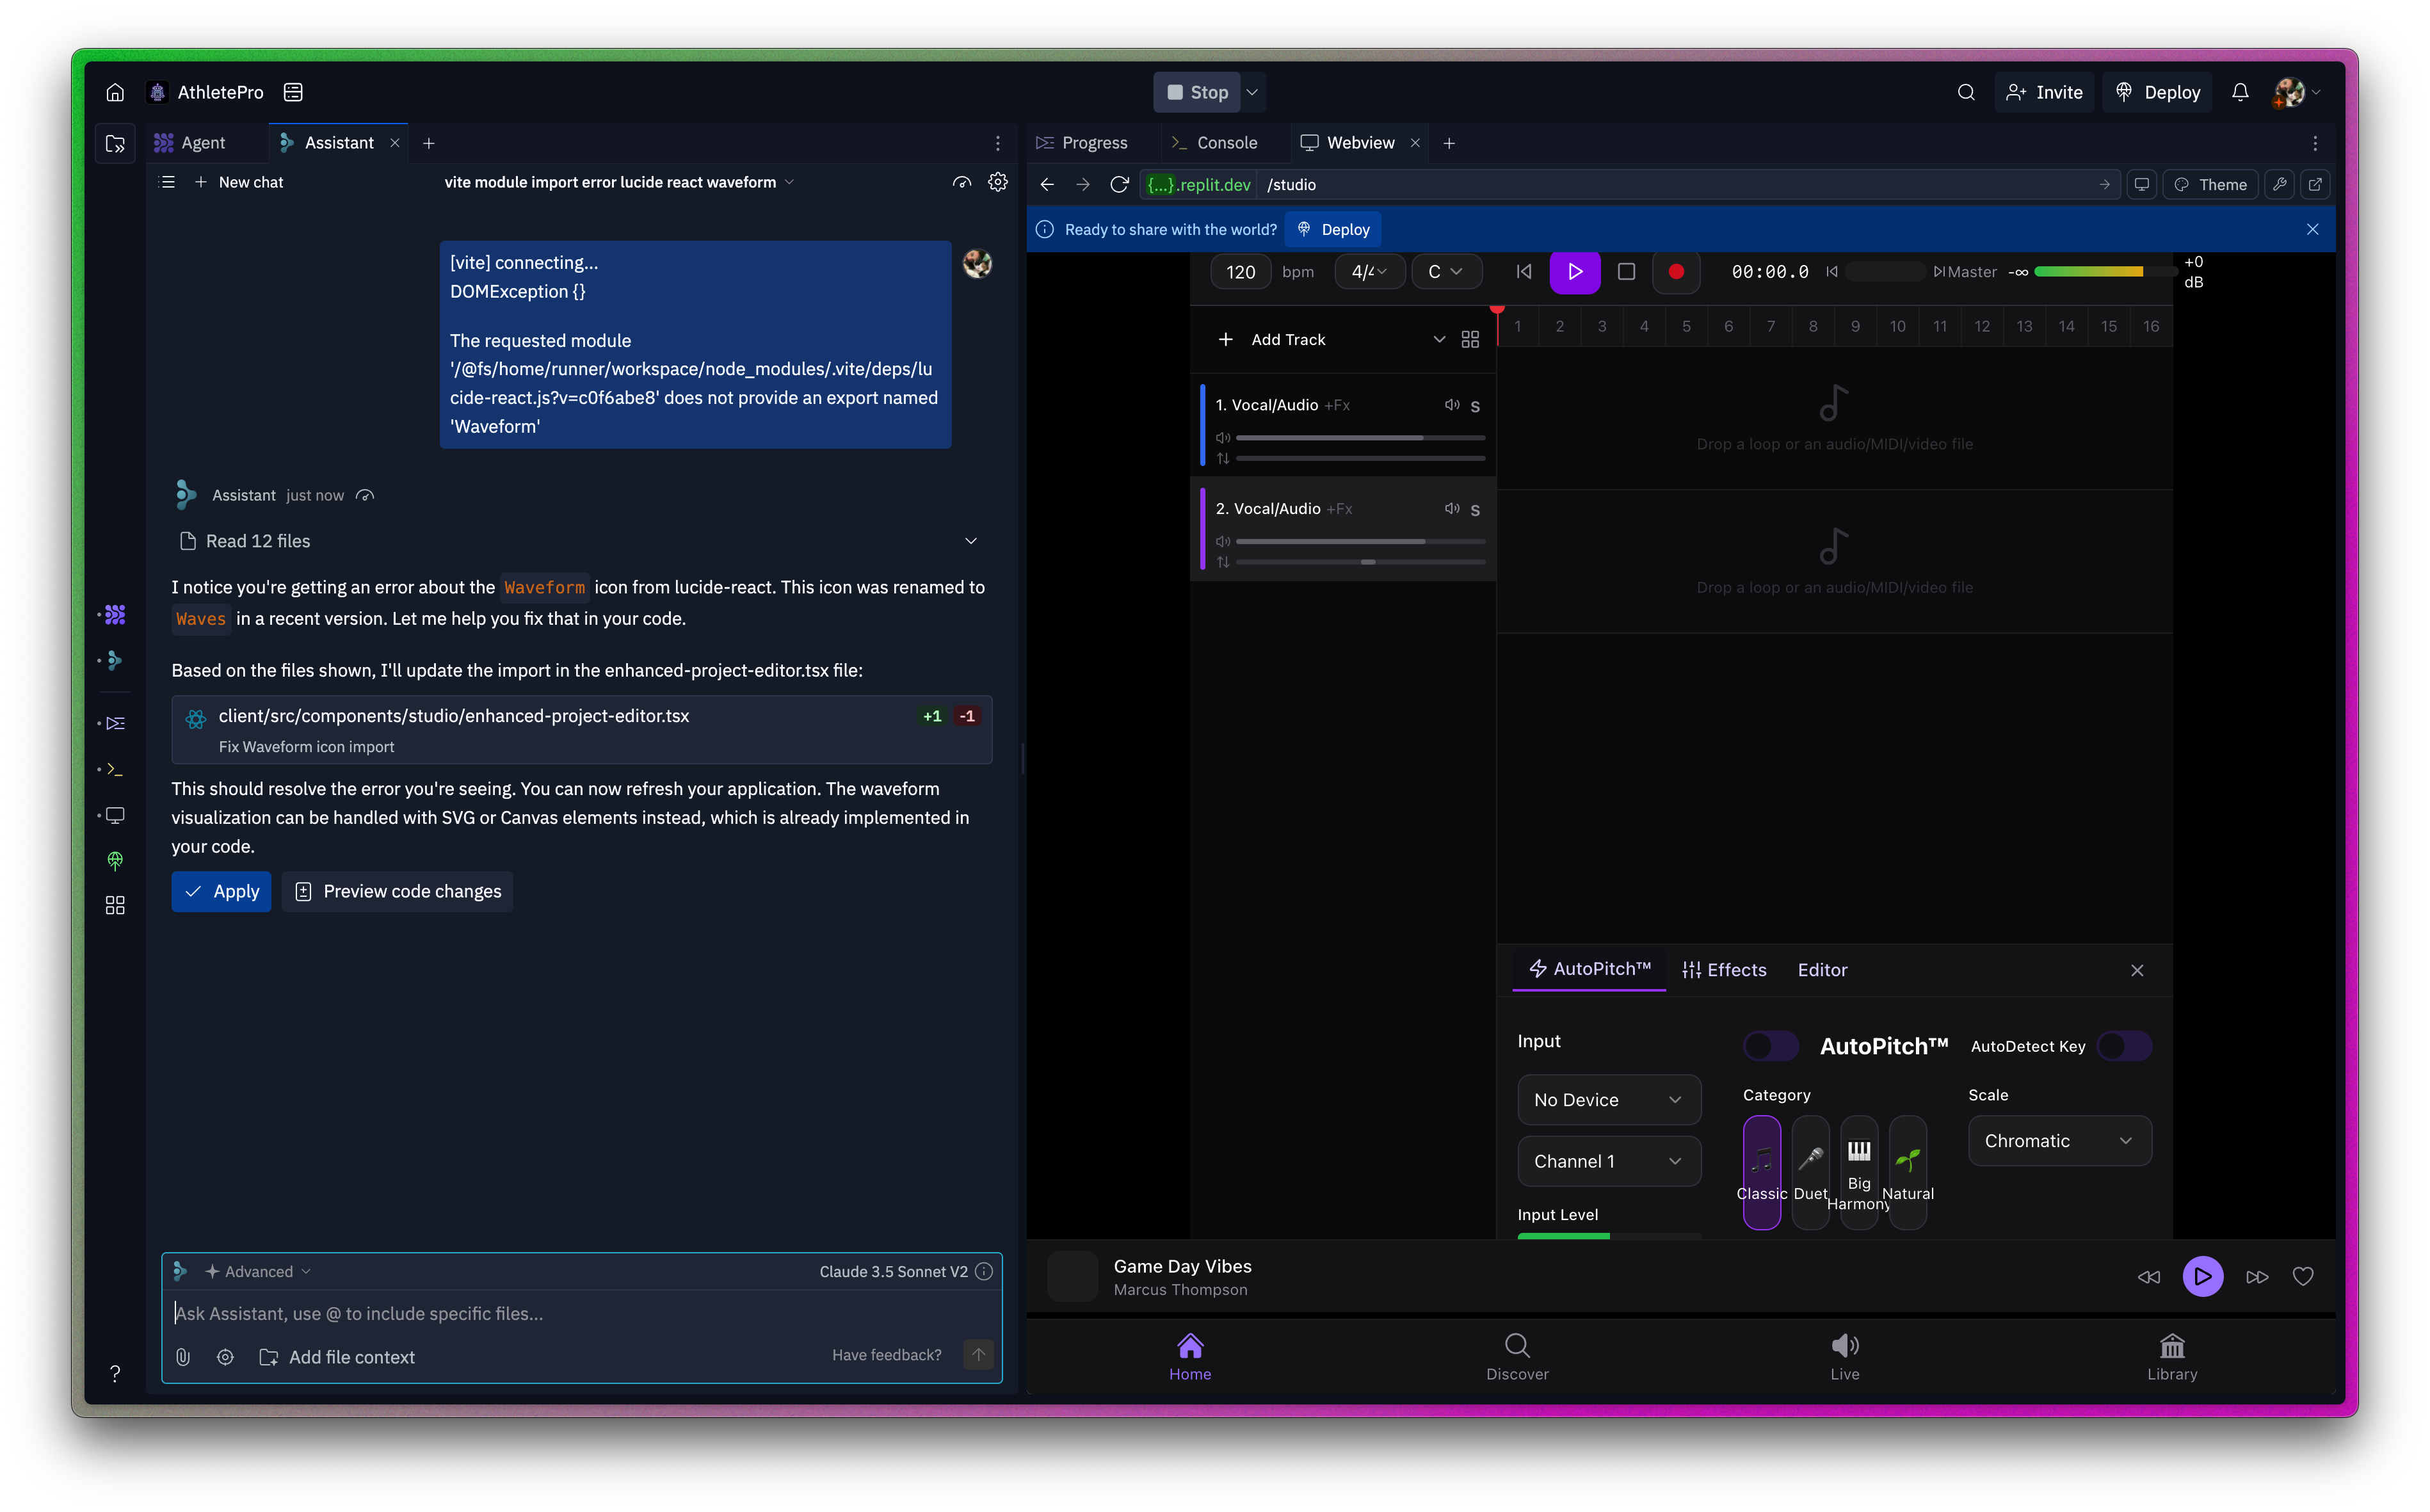 AthletePro
Stop
Invite
Deploy
Agent
Assistant
Progress
Console
Webview
New chat
vite module import error lucide react waveform
{...}.replit.dev
/studio
Theme
Ready to share with the world?
Deploy
[vite] connecting...
DOMException {}
The requested module
'/@fs/home/runner/workspace/node_modules/.vite/deps/lu
cide-react.js?v=c0f6abe8' does not provide an export named
'Waveform'
Assistant just now
Read 12 files
I notice you're getting an error about the Waveform icon from lucide-react. This icon was renamed to
Waves in a recent version. Let me help you fix that in your code.
Based on the files shown, I'll update the import in the enhanced-project-editor.tsx file:
client/src/components/studio/enhanced-project-editor.tsx
+1 -1
Fix Waveform icon import
This should resolve the error you're seeing. You can now refresh your application. The waveform
visualization can be handled with SVG or Canvas elements instead, which is already implemented in
your code.
Apply
Preview code changes
Advanced
Claude 3.5 Sonnet V2
Ask Assistant, use @ to include specific files...
Add file context
Have feedback?
?
120 bpm
4/4
C
00:00.0
Master
-∞
+0
dB
Add Track
1 2 3 4 5 6 7 8 9 10 11 12 13 14 15 16
1. Vocal/Audio +Fx
S
Drop a loop or an audio/MIDI/video file
2. Vocal/Audio +Fx
S
Drop a loop or an audio/MIDI/video file
AutoPitch™
Effects
Editor
Input
AutoPitch™
AutoDetect Key
No Device
Category
Scale
Channel 1
Chromatic
Classic
Duet
Big
Harmony
Natural
Input Level
Game Day Vibes
Marcus Thompson
Home
Discover
Live
Library